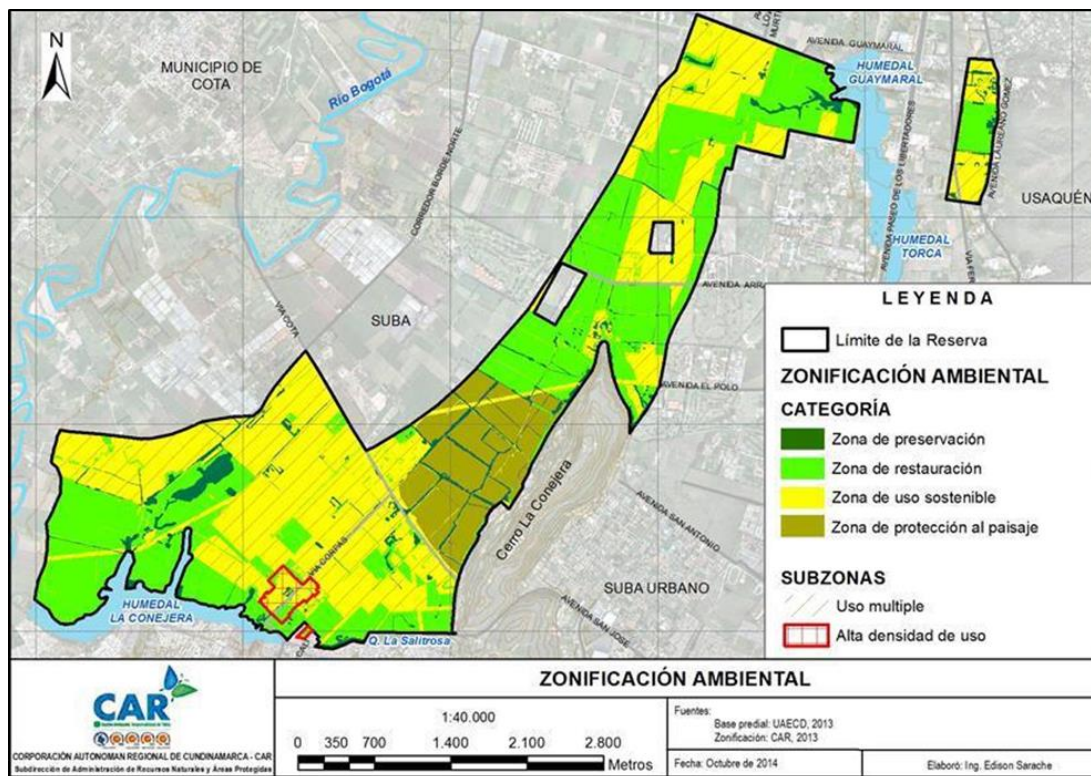 N
MUNICIPIO DE
COTA
Río Bogotá
CORREDOR BORDE NORTE
VIA COTA
SUBA
AVENIDA GUAYMARAL
HUMEDAL
GUAYMARAL
AVENIDA PASEO DE LOS LIBERTADORES
AVENIDA LAUREANO GOMEZ
USAQUÉN
HUMEDAL
TORCA
AVENIDA ARRA
AVENIDA EL POLO
Cerro La Conejera
AVENIDA SAN ANTONIO
SUBA URBANO
AVENIDA SAN JOSE
VIA CORPAS
HUMEDAL
LA CONEJERA
Q. La Salitrosa
LEYENDA
Límite de la Reserva
ZONIFICACIÓN AMBIENTAL
CATEGORÍA
Zona de preservación
Zona de restauración
Zona de uso sostenible
Zona de protección al paisaje
SUBZONAS
Uso multiple
Alta densidad de uso
CAR
CORPORACIÓN AUTONOMAN REGIONAL DE CUNDINAMARCA - CAR
Subdirección de Administración de Recursos Naturales y Áreas Protegidas
ZONIFICACIÓN AMBIENTAL
1:40.000
0 350 700 1.400 2.100 2.800
Metros
Fuentes:
Base predial: UAECD, 2013
Zonificación: CAR, 2013
Fecha: Octubre de 2014
Elaboró: Ing. Edison Sarache